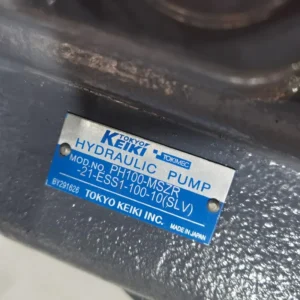 TOKYO
KEIKI TOKIMEC
HYDRAULIC PUMP
MOD.NO. PH100-MSZR
-21-ESS1-100-10(SLV)
BY291626
TOKYO KEIKI INC.
MADE IN JAPAN